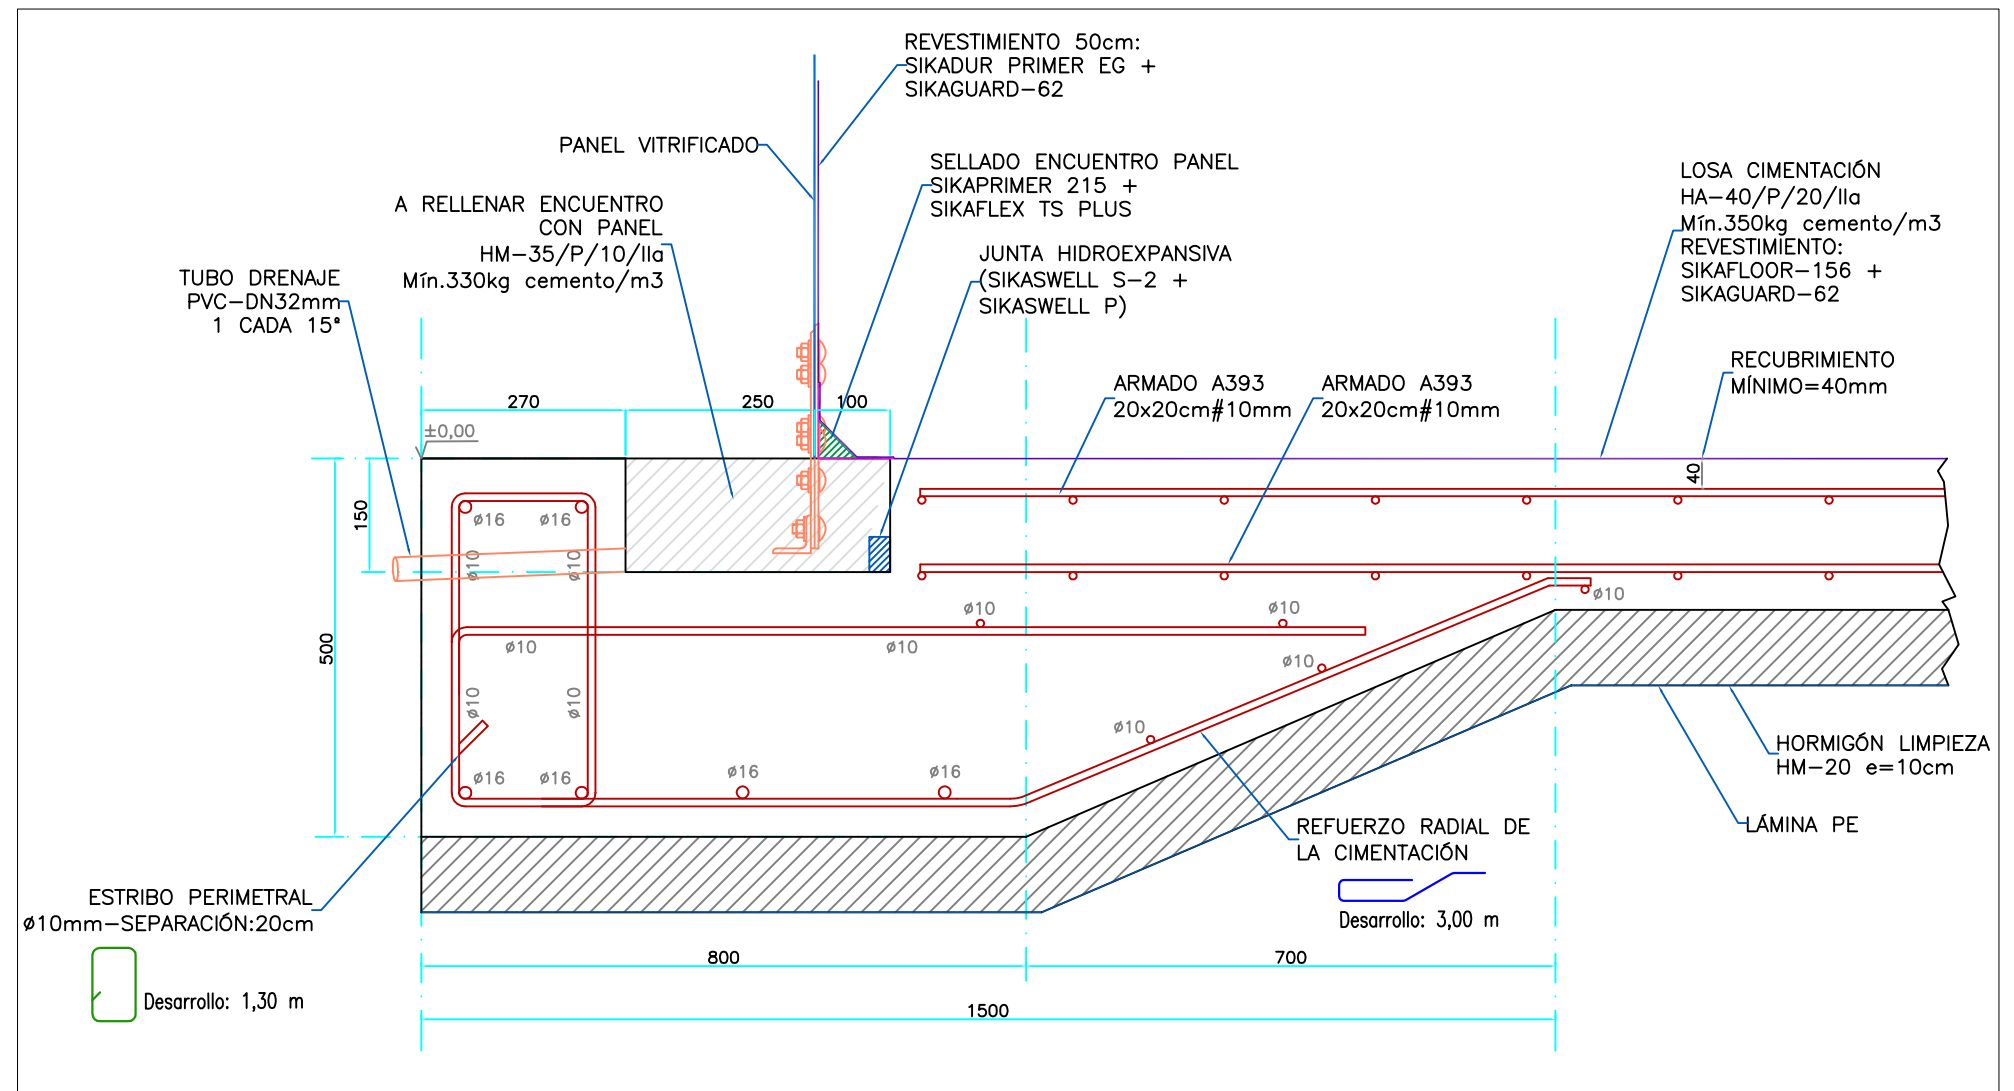 REVESTIMIENTO 50cm:
SIKADUR PRIMER EG +
SIKAGUARD-62
PANEL VITRIFICADO
SELLADO ENCUENTRO PANEL
SIKAPRIMER 215 +
SIKAFLEX TS PLUS
A RELLENAR ENCUENTRO
CON PANEL
HM-35/P/10/IIa
Mín.330kg cemento/m3
JUNTA HIDROEXPANSIVA
(SIKASWELL S-2 +
SIKASWELL P)
LOSA CIMENTACIÓN
HA-40/P/20/IIa
Mín.350kg cemento/m3
REVESTIMIENTO:
SIKAFLOOR-156 +
SIKAGUARD-62
TUBO DRENAJE
PVC-DN32mm
1 CADA 15º
RECUBRIMIENTO
MÍNIMO=40mm
ARMADO A393
20x20cm#10mm
ARMADO A393
20x20cm#10mm
270
250
100
±0,00
40
150
500
ø16
ø16
ø10
ø10
ø10
ø10
ø10
ø10
ø10
ø10
ø10
ø10
ø10
ø16
ø16
ø16
ø16
HORMIGÓN LIMPIEZA
HM-20 e=10cm
LÁMINA PE
REFUERZO RADIAL DE
LA CIMENTACIÓN
Desarrollo: 3,00 m
ESTRIBO PERIMETRAL
ø10mm-SEPARACIÓN:20cm
Desarrollo: 1,30 m
800
700
1500